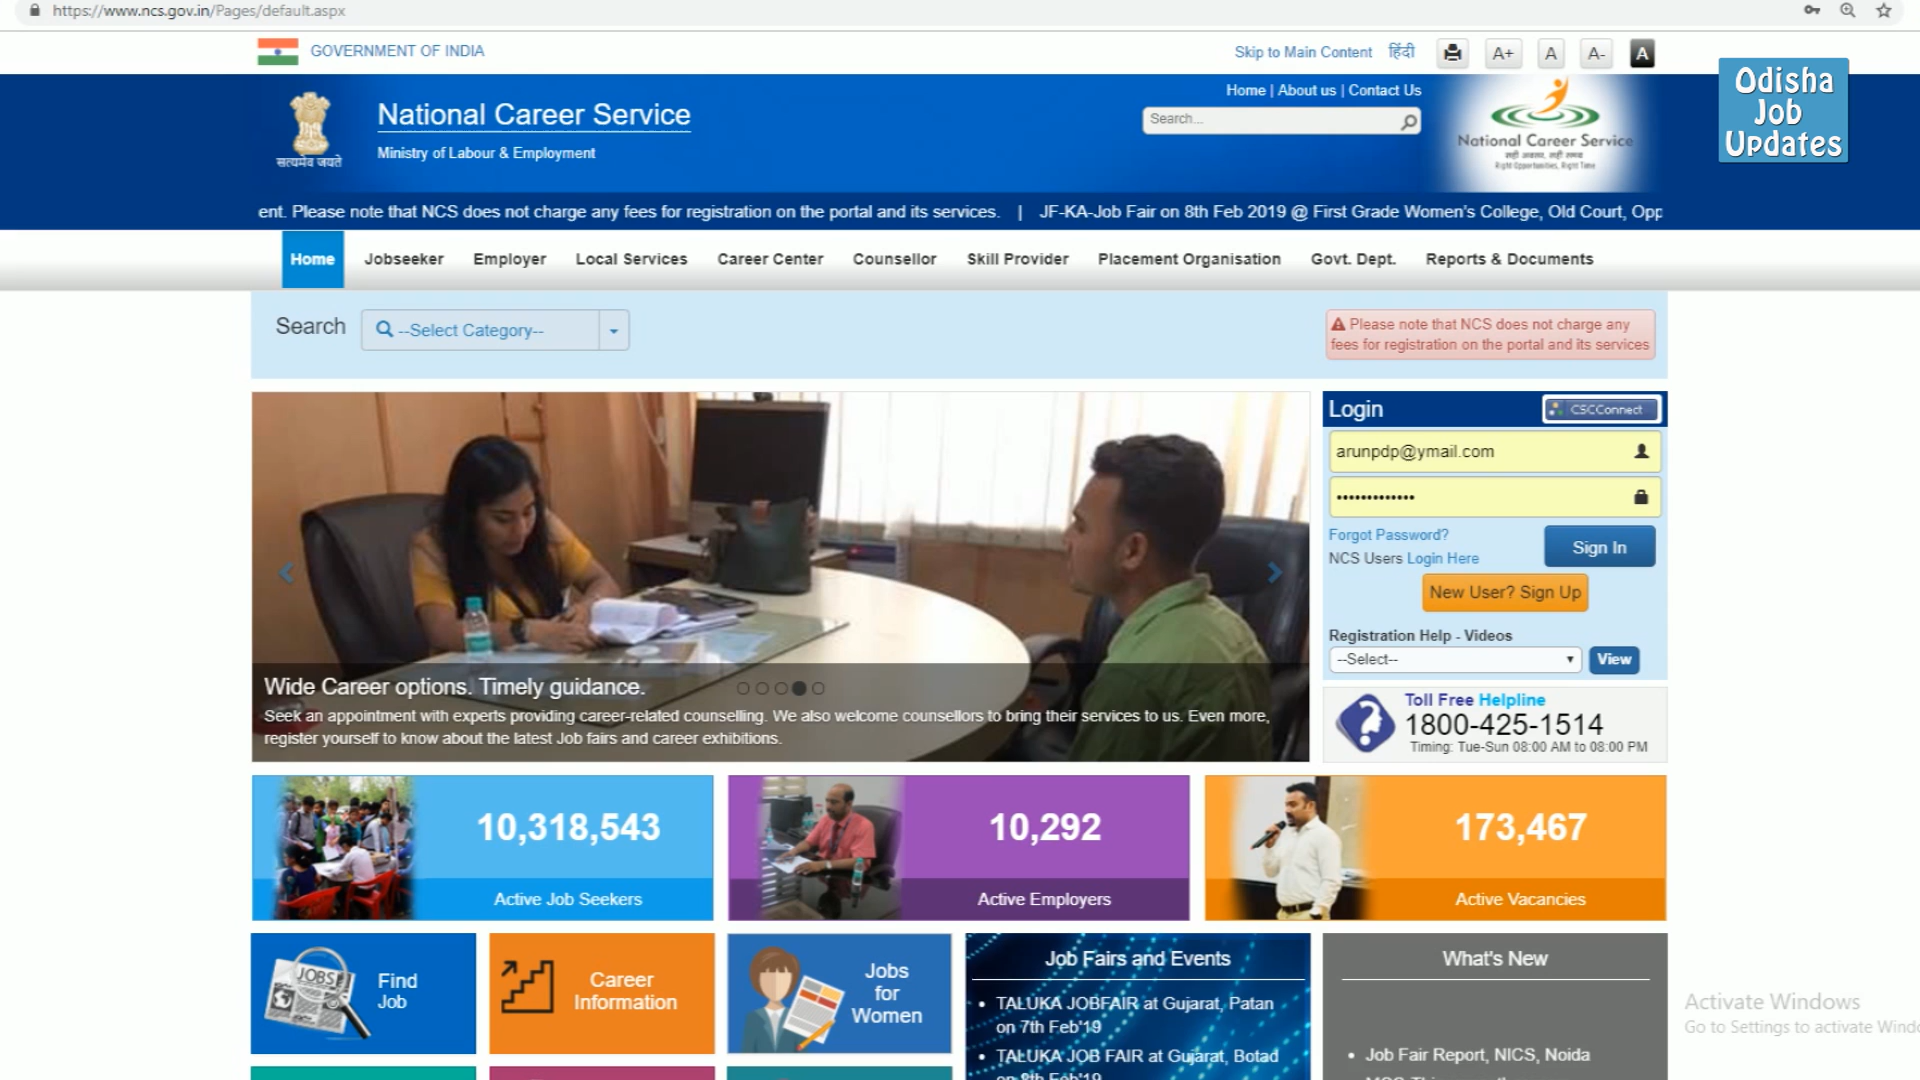 https://www.ncs.gov.in/Pages/default.aspx
GOVERNMENT OF INDIA
Skip to Main Content
हिंदी
A+
A
A-
A
Odisha
Job
Updates
सत्यमेव जयते
National Career Service
Ministry of Labour & Employment
Home | About us | Contact Us
Search...
National Career Service
Right Opportunities, Right Time
ent. Please note that NCS does not charge any fees for registration on the portal and its services. | JF-KA-Job Fair on 8th Feb 2019 @ First Grade Women's College, Old Court, Opp
Home
Jobseeker
Employer
Local Services
Career Center
Counsellor
Skill Provider
Placement Organisation
Govt. Dept.
Reports & Documents
Search
--Select Category--
Please note that NCS does not charge any
fees for registration on the portal and its services
Login
CSCConnect
arunpdp@ymail.com
•••••••••••••
Forgot Password?
NCS Users Login Here
Sign In
New User? Sign Up
Registration Help - Videos
--Select--
View
Toll Free Helpline
1800-425-1514
Timing: Tue-Sun 08:00 AM to 08:00 PM
Wide Career options. Timely guidance.
Seek an appointment with experts providing career-related counselling. We also welcome counsellors to bring their services to us. Even more,
register yourself to know about the latest Job fairs and career exhibitions.
10,318,543
Active Job Seekers
10,292
Active Employers
173,467
Active Vacancies
JOBS
Find
Job
Career
Information
Jobs
for
Women
Job Fairs and Events
• TALUKA JOBFAIR at Gujarat, Patan
on 7th Feb'19
• TALUKA JOB FAIR at Gujarat, Botad
on 8th Feb'19
What's New
• Job Fair Report, NICS, Noida
Activate Windows
Go to Settings to activate Windo